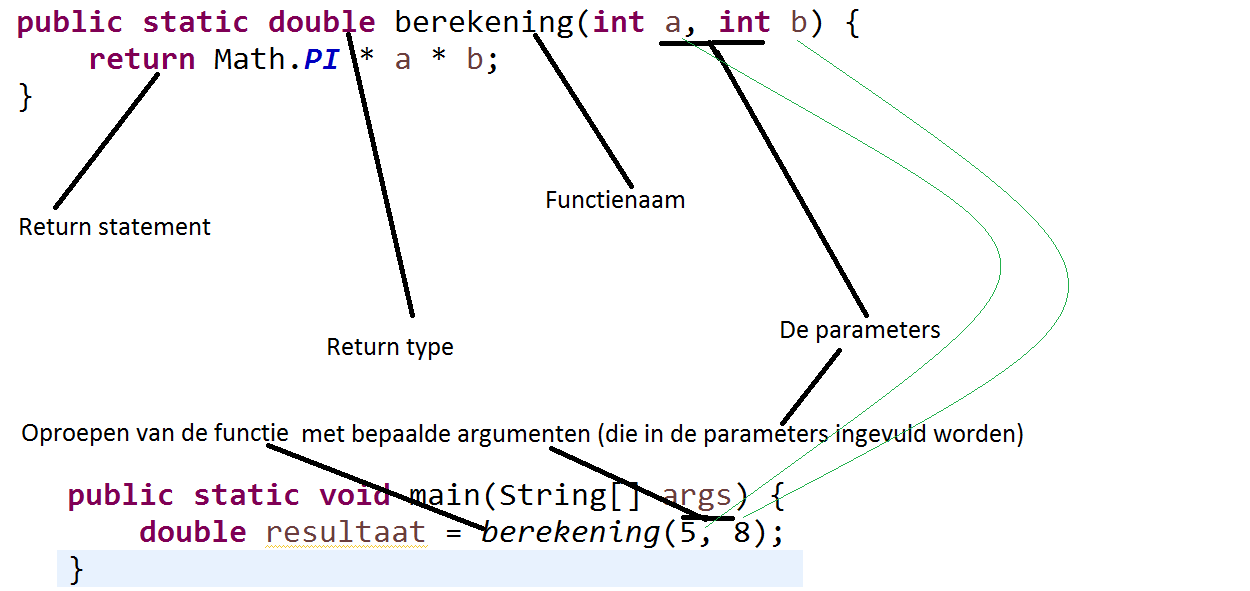 public static double berekening(int a, int b) {
    return Math.PI * a * b;
}
Functienaam
Return statement
De parameters
Return type
Oproepen van de functie met bepaalde argumenten (die in de parameters ingevuld worden)
public static void main(String[] args) {
    double resultaat = berekening(5, 8);
}